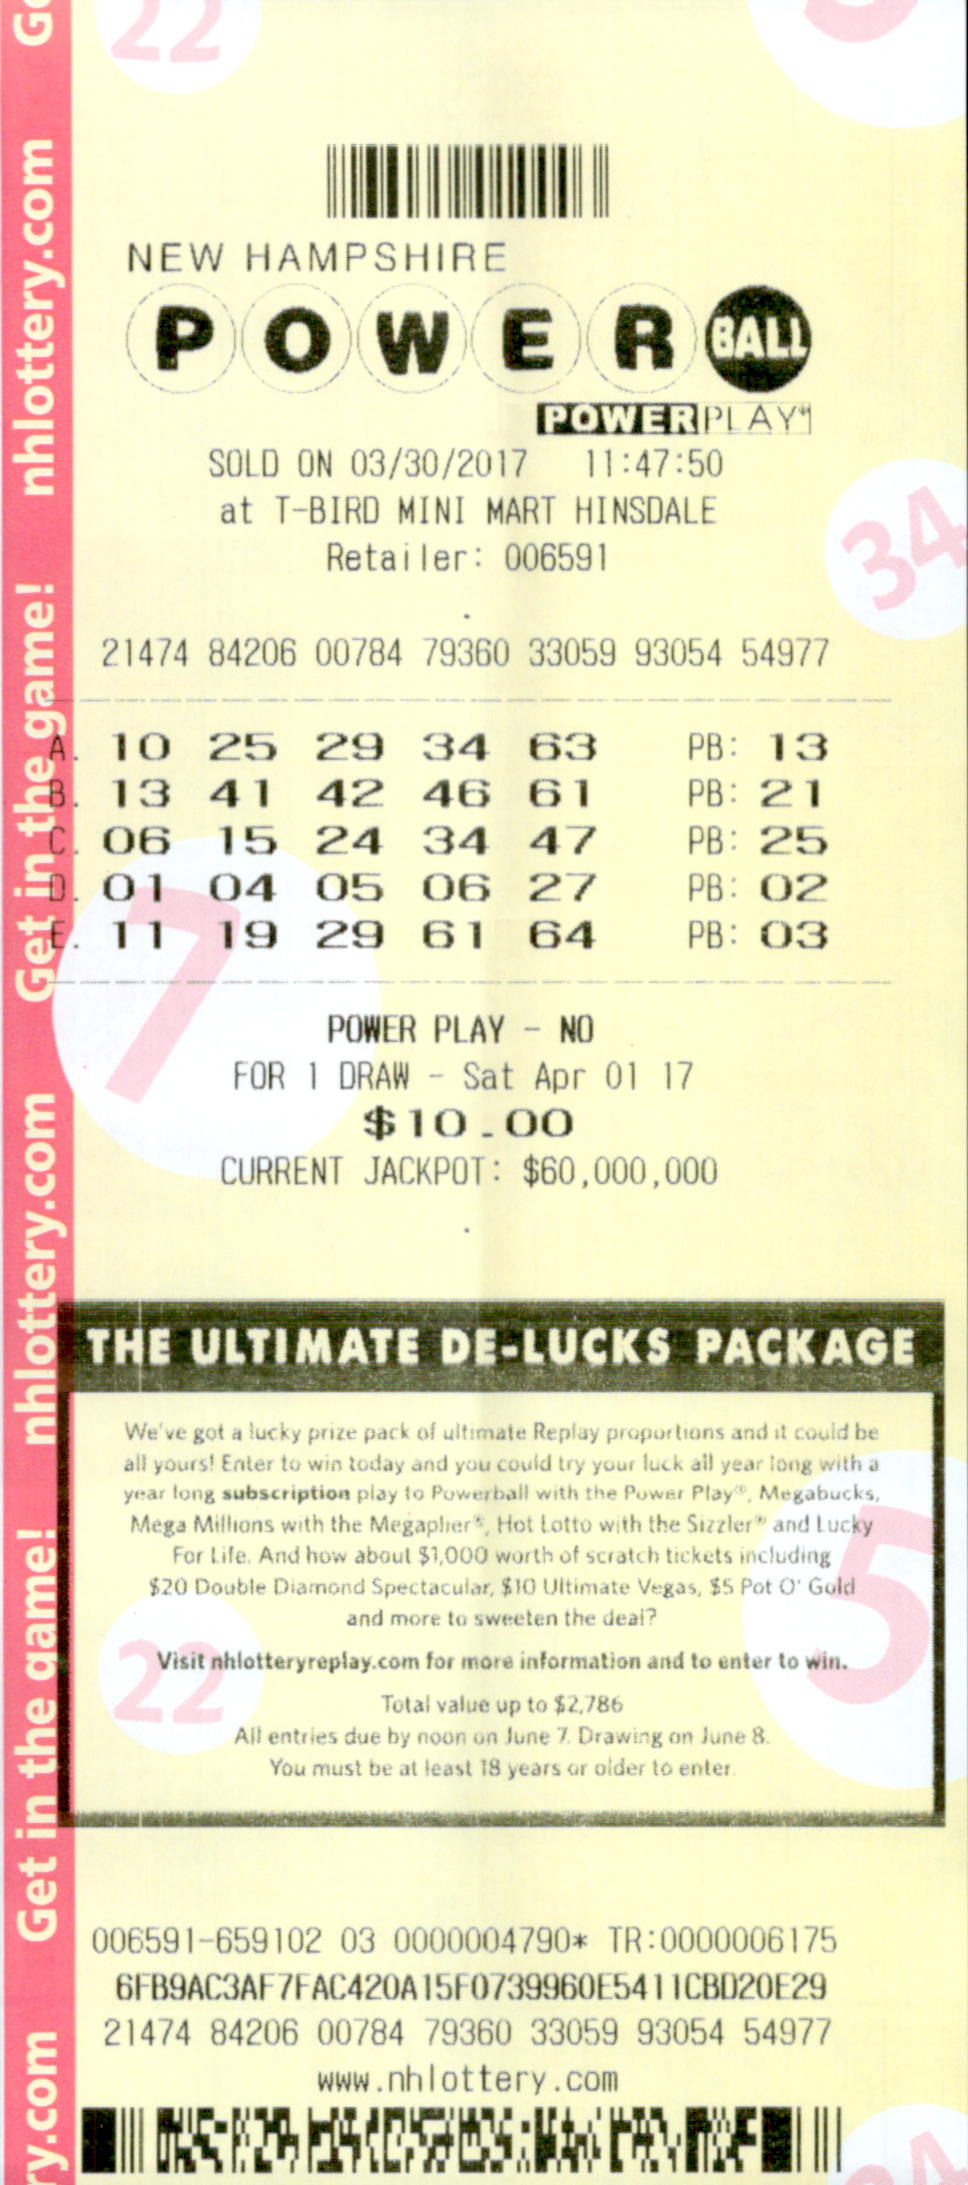 22
nhlottery.com Get in the game! nhlottery.com Get in the game!
NEW HAMPSHIRE
POWER BALL
POWERPLAY®
SOLD ON 03/30/2017 11:47:50
at T-BIRD MINI MART HINSDALE
Retailer: 006591
34
21474 84206 00784 79360 33059 93054 54977
A. 10 25 29 34 63 PB: 13
B. 13 41 42 46 61 PB: 21
C. 06 15 24 34 47 PB: 25
D. 01 04 05 06 27 PB: 02
E. 11 19 29 61 64 PB: 03
7
POWER PLAY - NO
FOR 1 DRAW - Sat Apr 01 17
$10.00
CURRENT JACKPOT: $60,000,000
THE ULTIMATE DE-LUCKS PACKAGE
We've got a lucky prize pack of ultimate Replay proportions and it could be
all yours! Enter to win today and you could try your luck all year long with a
year long subscription play to Powerball with the Power Play®, Megabucks,
Mega Millions with the Megaplier®, Hot Lotto with the Sizzler® and Lucky
For Life. And how about $1,000 worth of scratch tickets including
$20 Double Diamond Spectacular, $10 Ultimate Vegas, $5 Pot O' Gold
and more to sweeten the deal?
5
22
Visit nhlotteryreplay.com for more information and to enter to win.
Total value up to $2,786
All entries due by noon on June 7. Drawing on June 8.
You must be at least 18 years or older to enter.
006591-659102 03 0000004790* TR:0000006175
6FB9AC3AF7FAC420A15F0739960E5411CBD20E29
21474 84206 00784 79360 33059 93054 54977
www.nhlottery.com